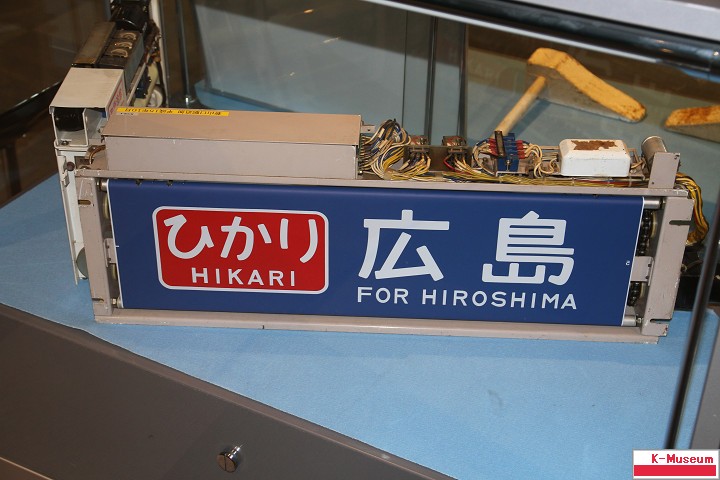 ひかり
HIKARI
広島
FOR HIROSHIMA
K-Museum